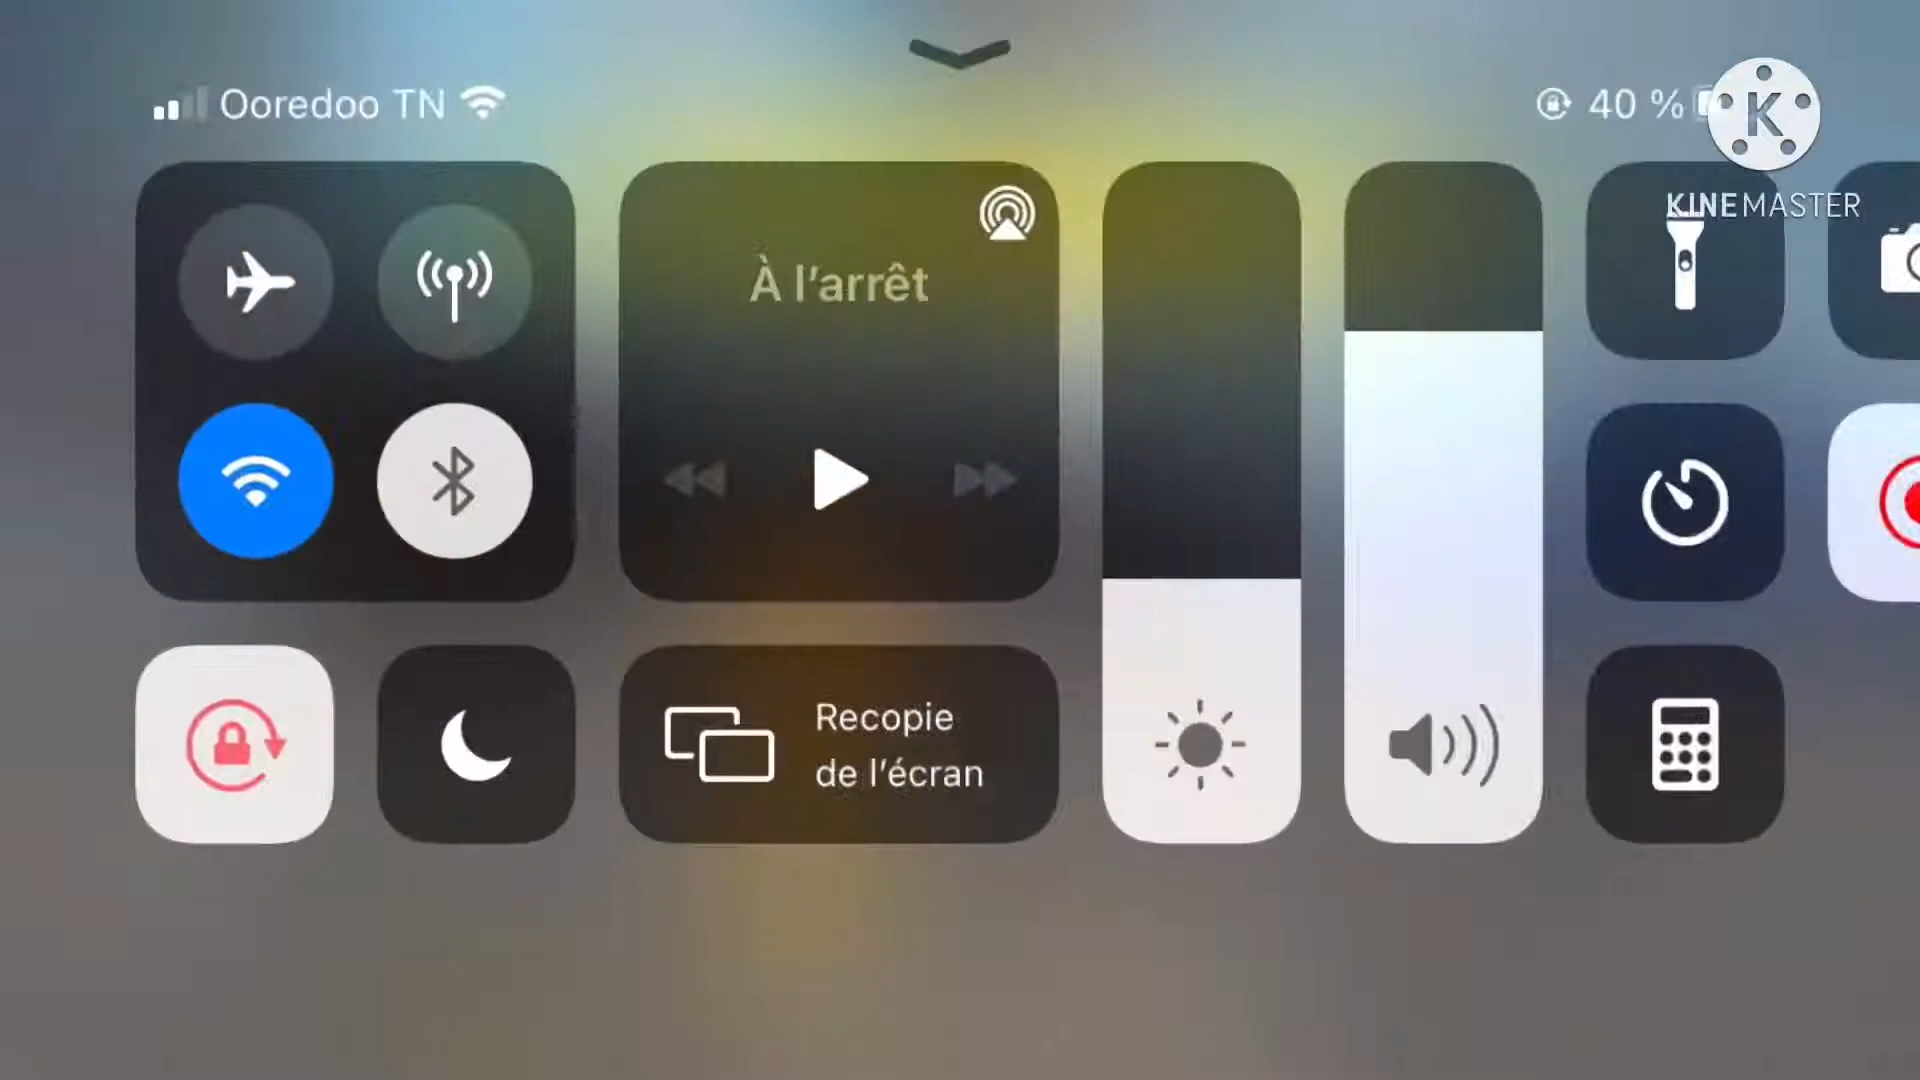 Ooredoo TN
40 %
K
KINEMASTER
À l’arrêt
Recopie
de l’écran